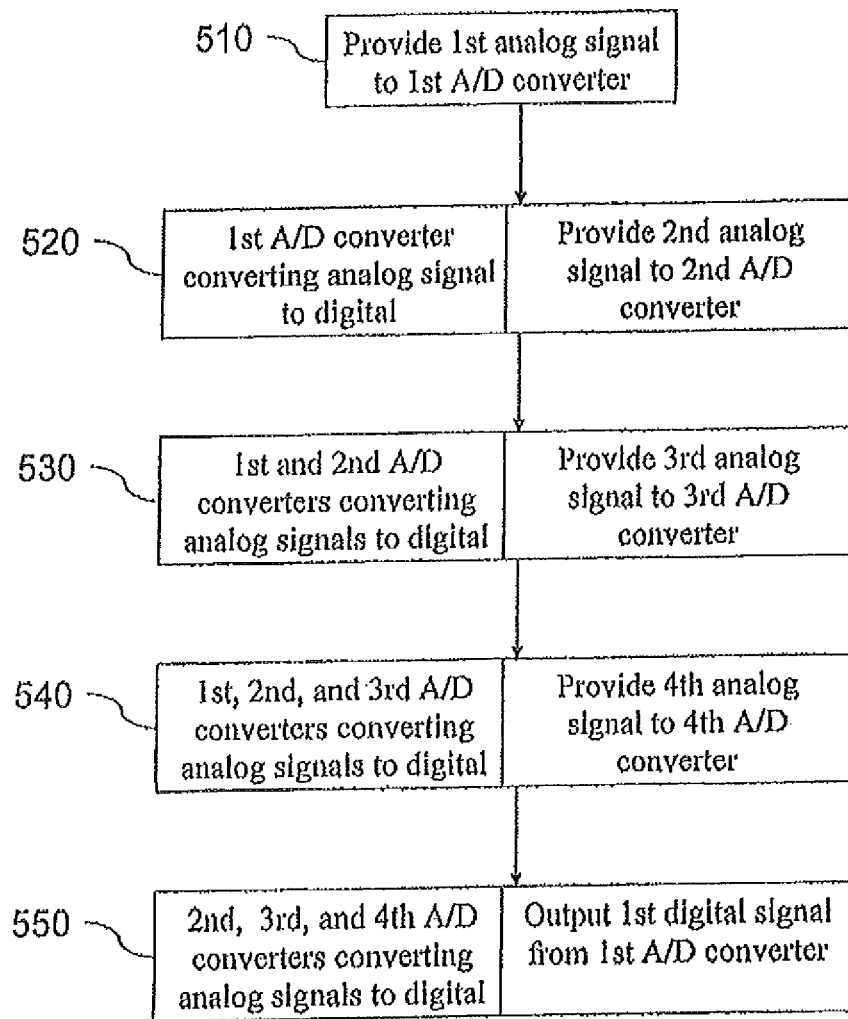 510
Provide 1st analog signal
to 1st A/D converter
520
1st A/D converter
converting analog signal
to digital
Provide 2nd analog
signal to 2nd A/D
converter
530
1st and 2nd A/D
converters converting
analog signals to digital
Provide 3rd analog
signal to 3rd A/D
converter
540
1st, 2nd, and 3rd A/D
converters converting
analog signals to digital
Provide 4th analog
signal to 4th A/D
converter
550
2nd, 3rd, and 4th A/D
converters converting
analog signals to digital
Output 1st digital signal
from 1st A/D converter